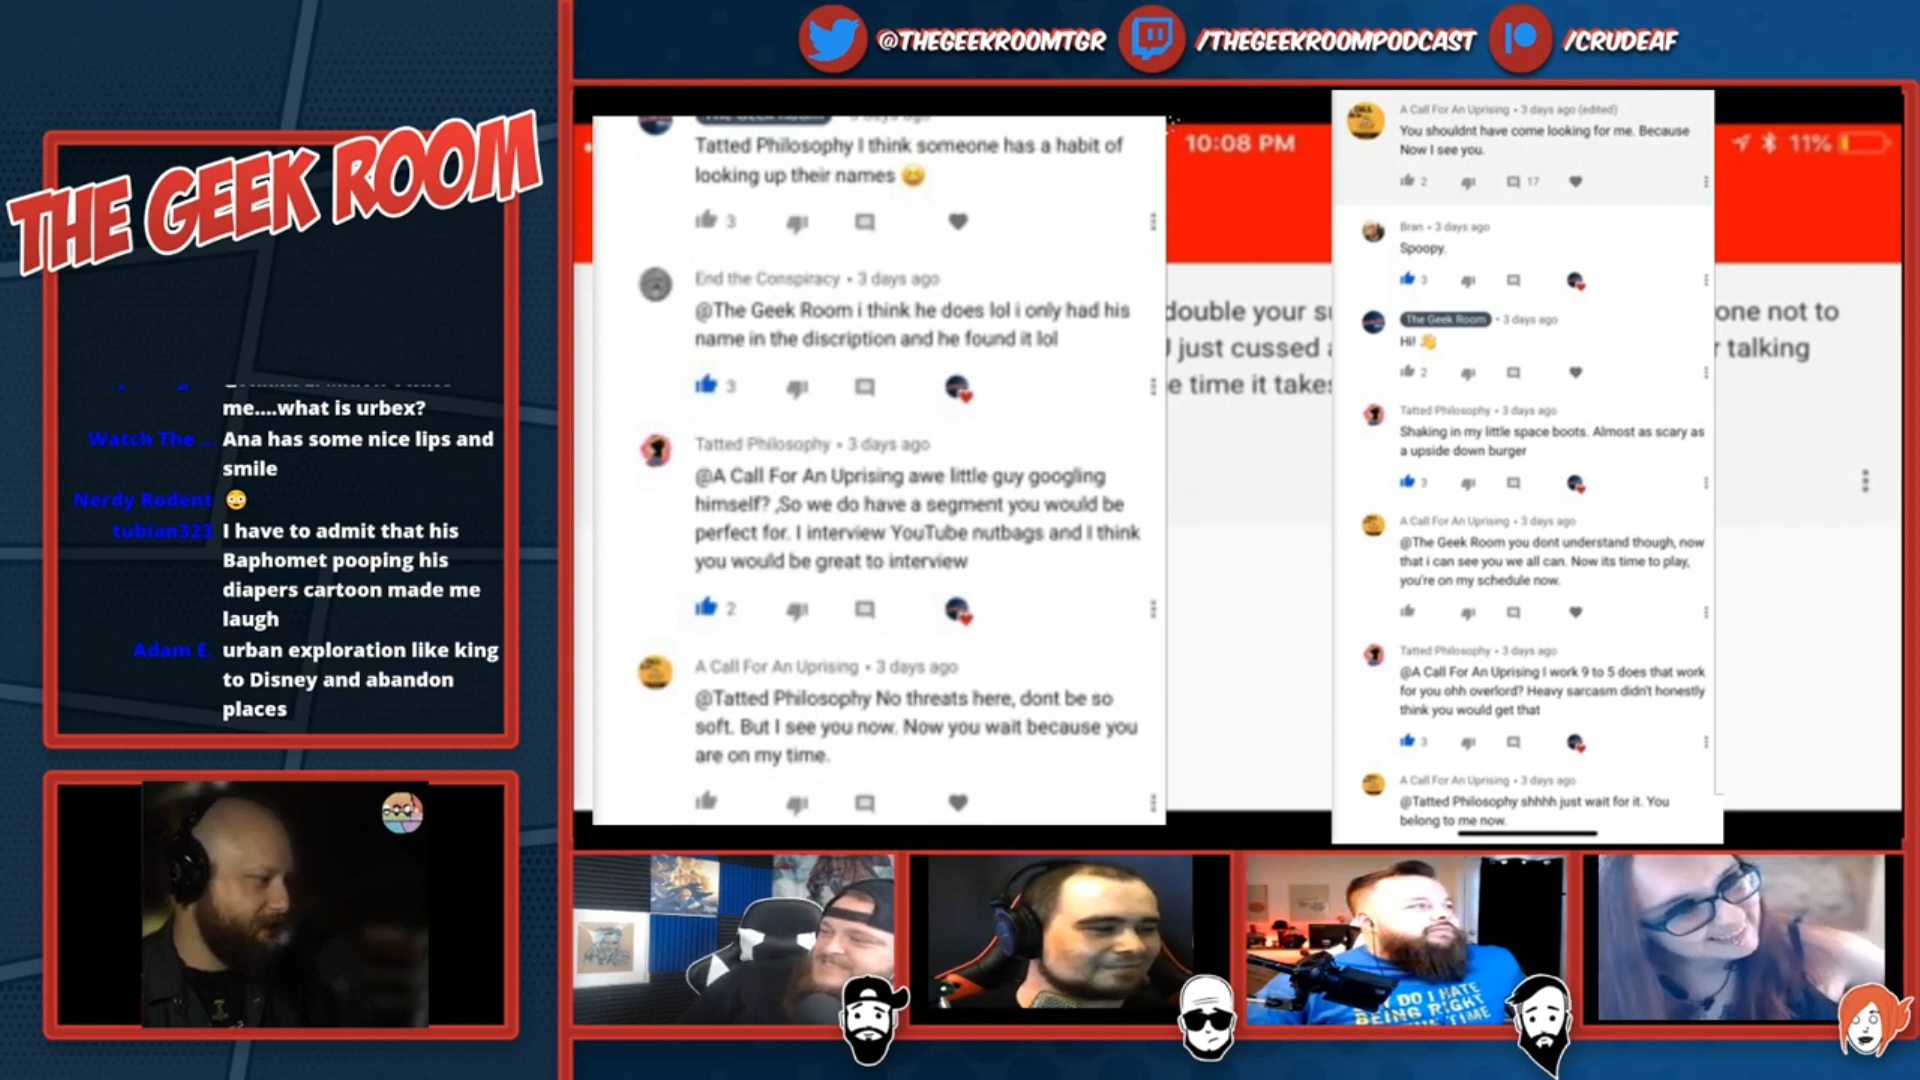 @THEGEEKROOMTGR
/THEGEEKROOMPODCAST
/CRUDEAF
THE GEEK ROOM
me....what is urbex?
Watch The ... Ana has some nice lips and
smile
Nerdy Rodent 😳
tubian323 I have to admit that his
Baphomet pooping his
diapers cartoon made me
laugh
Adam E. urban exploration like king
to Disney and abandon
places
The Geek Room 3 days ago
Tatted Philosophy I think someone has a habit of
looking up their names 😆
3
End the Conspiracy • 3 days ago
@The Geek Room i think he does lol i only had his
name in the discription and he found it lol
3
Tatted Philosophy • 3 days ago
@A Call For An Uprising awe little guy googling
himself? ,So we do have a segment you would be
perfect for. I interview YouTube nutbags and I think
you would be great to interview
2
A Call For An Uprising • 3 days ago
@Tatted Philosophy No threats here, dont be so
soft. But I see you now. Now you wait because you
are on my time.
10:08 PM
11%
double your su
one not to
just cussed
talking
e time it takes
A Call For An Uprising • 3 days ago (edited)
You shouldnt have come looking for me. Because
Now I see you.
2
17
Bran • 3 days ago
Spoopy.
3
The Geek Room • 3 days ago
Hi! 👋
2
Tatted Philosophy • 3 days ago
Shaking in my little space boots. Almost as scary as
a upside down burger
3
A Call For An Uprising • 3 days ago
@The Geek Room you dont understand though, now
that i can see you we all can. Now its time to play,
you're on my schedule now.
Tatted Philosophy • 3 days ago
@A Call For An Uprising I work 9 to 5 does that work
for you ohh overlord? Heavy sarcasm didn't honestly
think you would get that
3
A Call For An Uprising • 3 days ago
@Tatted Philosophy shhhh just wait for it. You
belong to me now.
DO I HATE
BEING RIGHT
TIME